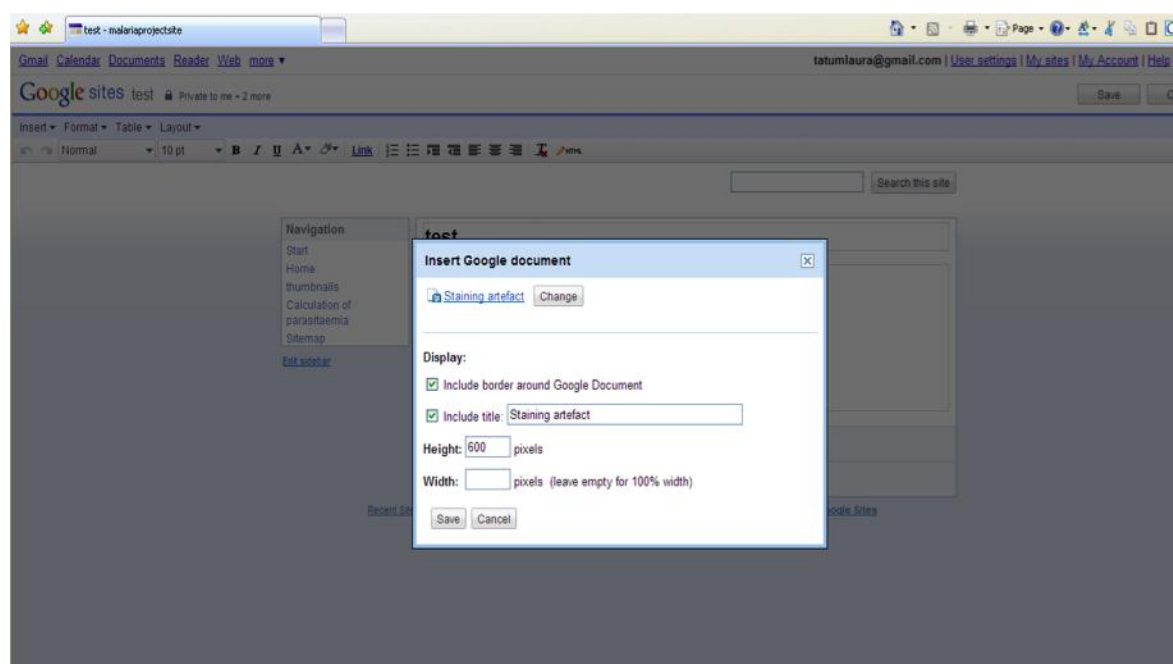 test - malariaprojectsite
Page
Gmail Calendar Documents Reader Web more
tatumlaura@gmail.com | User settings | My sites | My Account | Help
Google sites test Private to me + 2 more
Save
Insert Format Table Layout
Normal 10 pt B I U A Link HTML
Search this site
Navigation
test
Start
Home
thumbnails
Calculation of
parasitaemia
Sitemap
Edit sidebar
Insert Google document
Staining artefact Change
Display:
Include border around Google Document
Include title: Staining artefact
Height: 600 pixels
Width: pixels (leave empty for 100% width)
Save Cancel
Recent
Sites